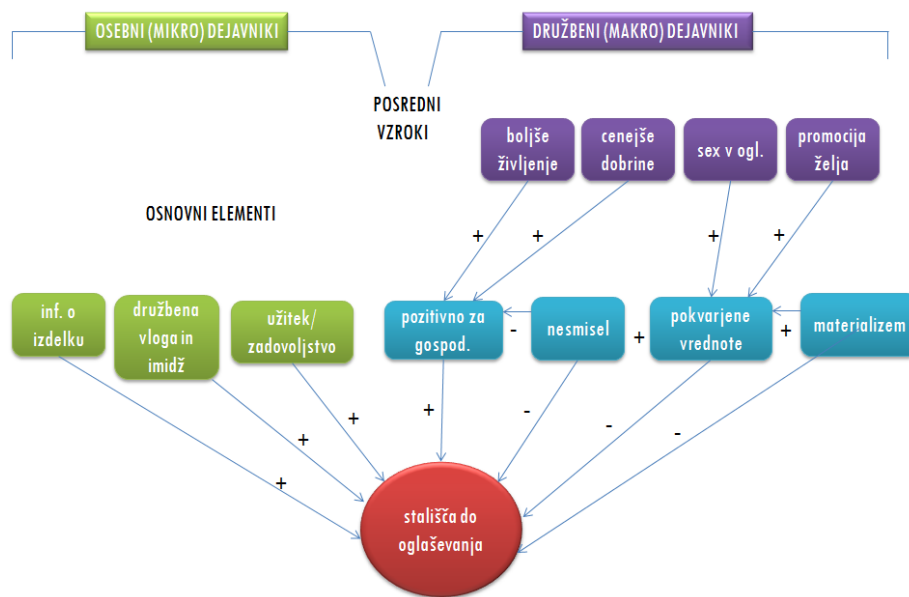 OSEBNI (MIKRO) DEJAVNIKI
DRUŽBENI (MAKRO) DEJAVNIKI
POSREDNI
VZROKI
boljše
življenje
cenejše
dobrine
sex v ogl.
promocija
želja
OSNOVNI ELEMENTI
+
+
+
+
inf. o
izdelku
družbena
vloga in
imidž
užitek/
zadovoljstvo
pozitivno za
gospod.
-
nesmisel
+
pokvarjene
vrednote
+
materializem
+
+
+
+
-
-
-
stališča do
oglaševanja